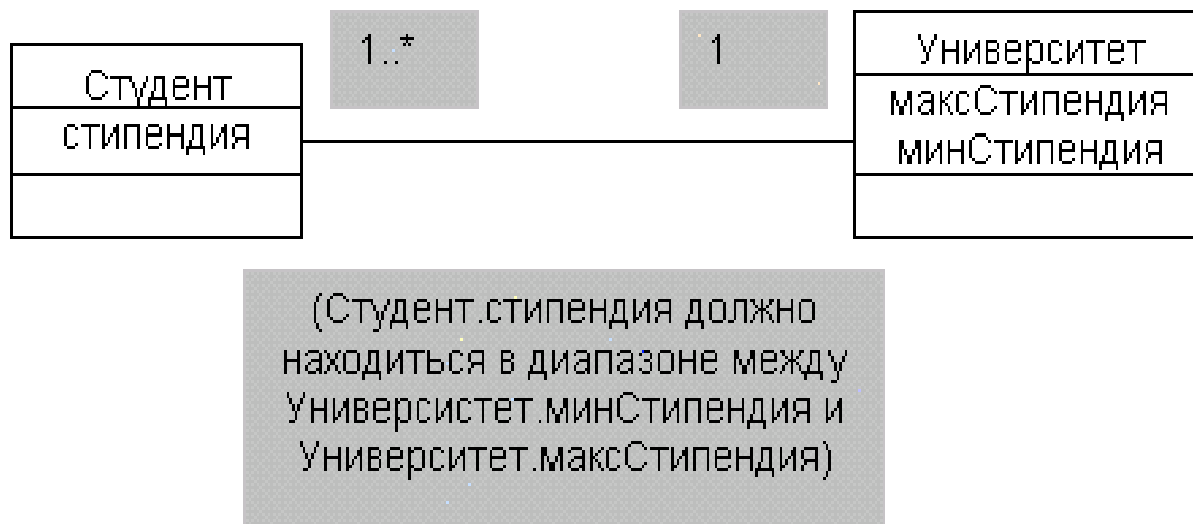 Студент
стипендия
1..*
1
Университет
максСтипендия
минСтипендия
(Студент.стипендия должно
находиться в диапазоне между
Универсистет.минСтипендия и
Университет.максСтипендия)